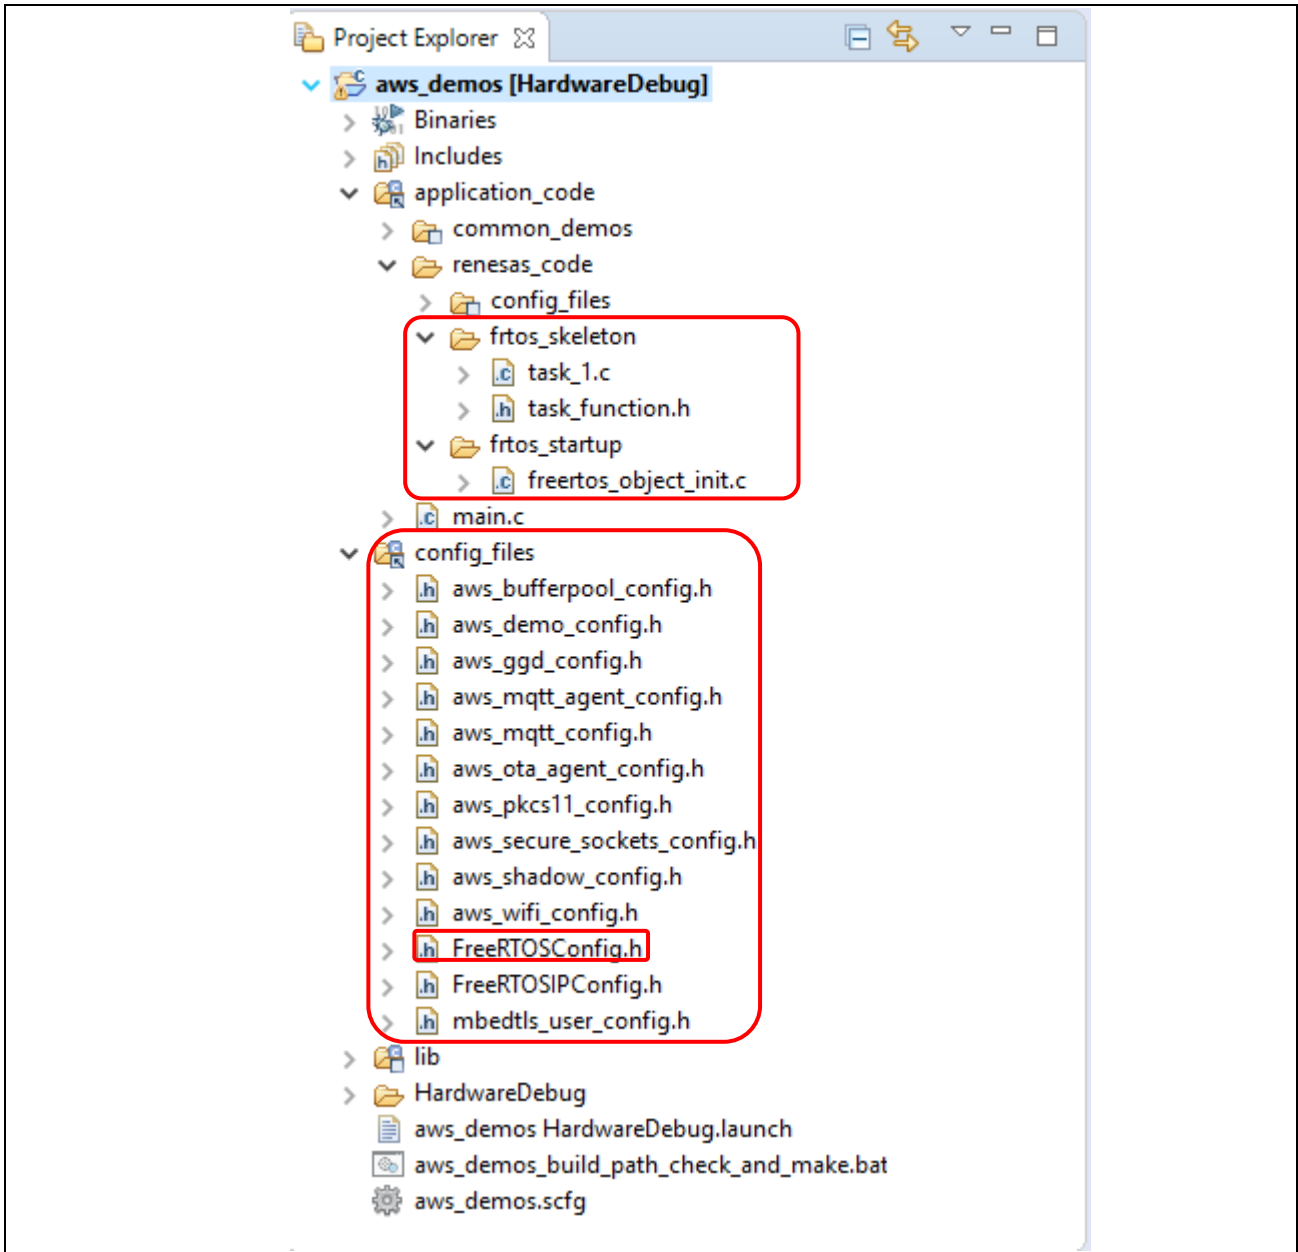 Project Explorer
aws_demos [HardwareDebug]
Binaries
Includes
application_code
common_demos
renesas_code
config_files
frtos_skeleton
task_1.c
task_function.h
frtos_startup
freertos_object_init.c
main.c
config_files
aws_bufferpool_config.h
aws_demo_config.h
aws_ggd_config.h
aws_mqtt_agent_config.h
aws_mqtt_config.h
aws_ota_agent_config.h
aws_pkcs11_config.h
aws_secure_sockets_config.h
aws_shadow_config.h
aws_wifi_config.h
FreeRTOSConfig.h
FreeRTOSIPConfig.h
mbedtls_user_config.h
lib
HardwareDebug
aws_demos HardwareDebug.launch
aws_demos_build_path_check_and_make.bat
aws_demos.scfg